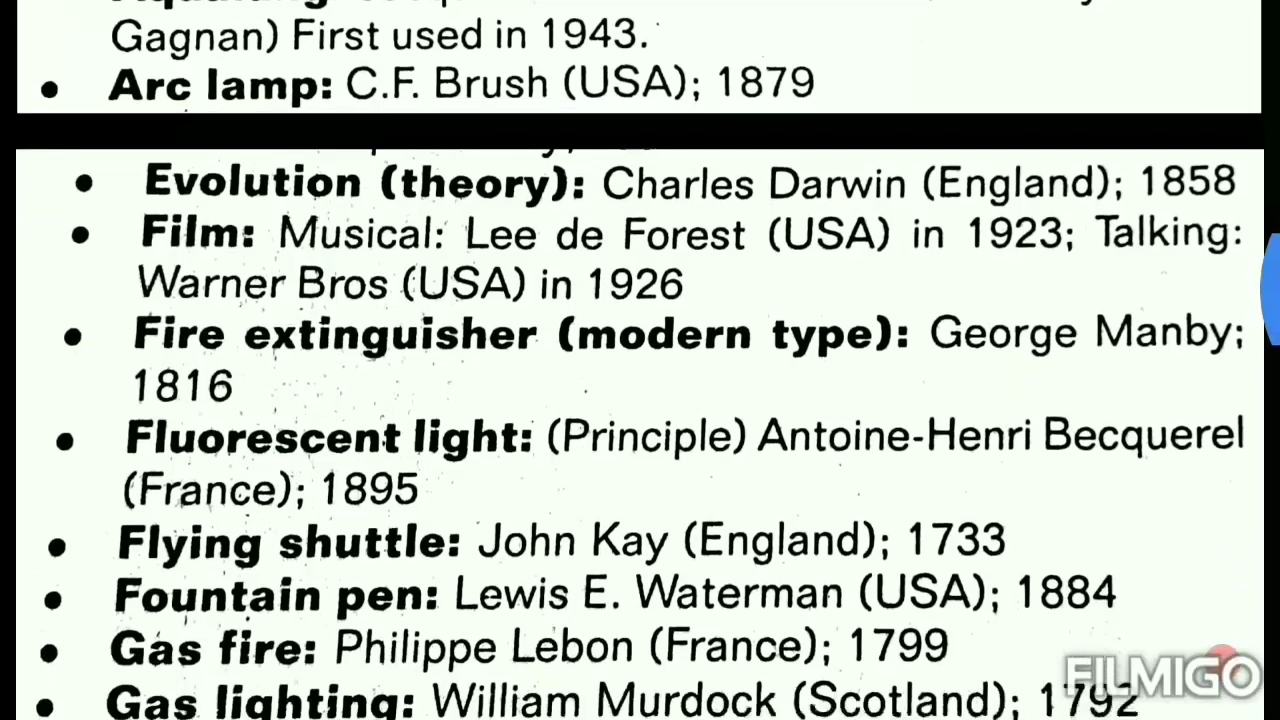 Gagnan) First used in 1943.
• Arc lamp: C.F. Brush (USA); 1879
• Evolution (theory): Charles Darwin (England); 1858
• Film: Musical: Lee de Forest (USA) in 1923; Talking:
Warner Bros (USA) in 1926
• Fire extinguisher (modern type): George Manby;
1816
• Fluorescent light: (Principle) Antoine-Henri Becquerel
(France); 1895
• Flying shuttle: John Kay (England); 1733
• Fountain pen: Lewis E. Waterman (USA); 1884
• Gas fire: Philippe Lebon (France); 1799
• Gas lighting: William Murdock (Scotland); 1792
FILMIGO